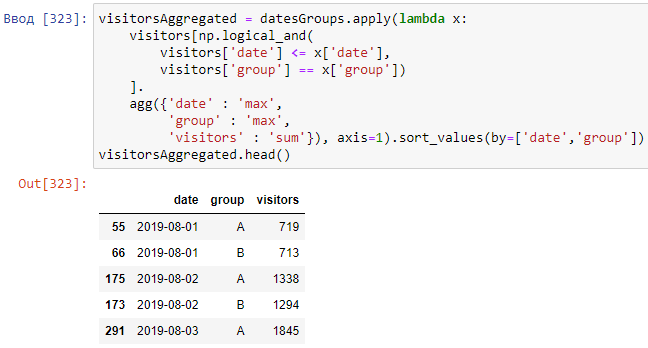 Ввод [323]: visitorsAggregated = datesGroups.apply(lambda x:
    visitors[np.logical_and(
        visitors['date'] <= x['date'],
        visitors['group'] == x['group'])
    ].
    agg({'date' : 'max',
         'group' : 'max',
         'visitors' : 'sum'}), axis=1).sort_values(by=['date','group'])
visitorsAggregated.head()
Out[323]:
date group visitors
55 2019-08-01 A 719
66 2019-08-01 B 713
175 2019-08-02 A 1338
173 2019-08-02 B 1294
291 2019-08-03 A 1845